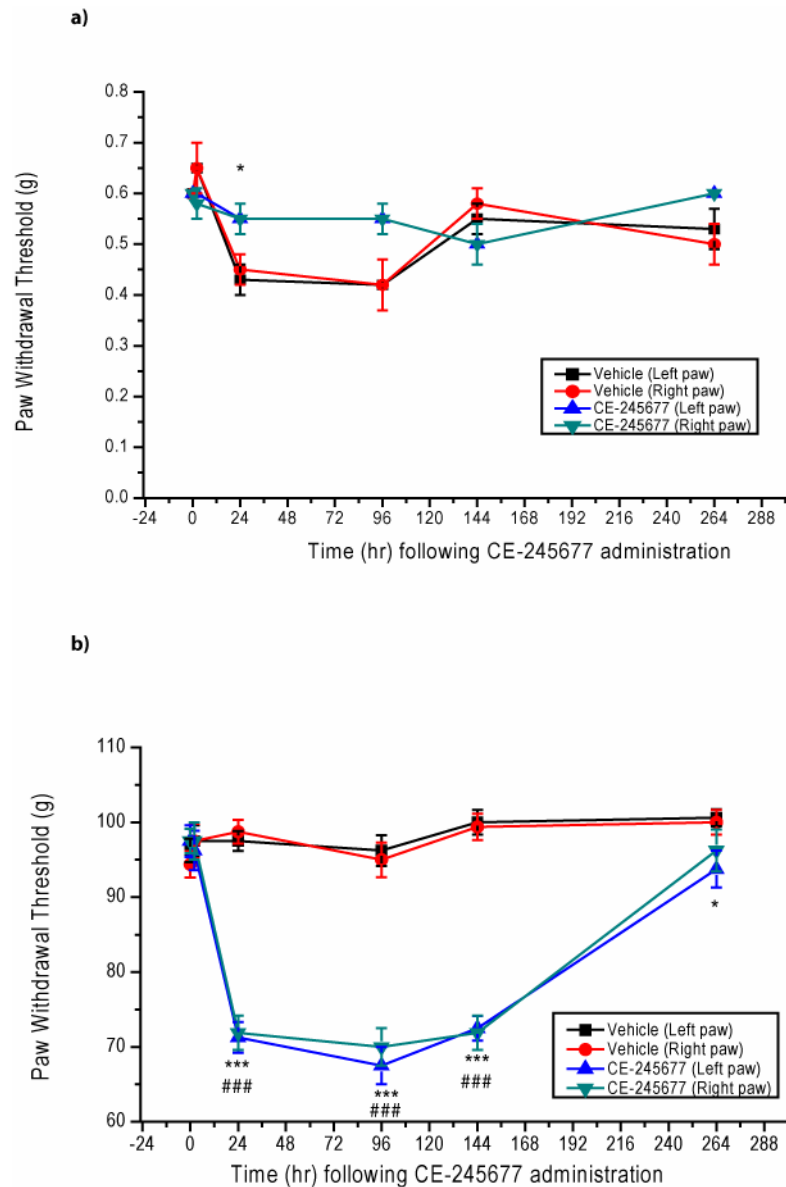 a)
0.8
0.7
*
0.6
0.5
0.4
0.3
0.2
0.1
0.0
Paw Withdrawal Threshold (g)
Vehicle (Left paw)
Vehicle (Right paw)
CE-245677 (Left paw)
CE-245677 (Right paw)
-24 0 24 48 72 96 120 144 168 192 216 240 264 288
Time (hr) following CE-245677 administration
b)
110
100
90
80
70
60
Paw Withdrawal Threshold (g)
*
*** *** ***
### ### ###
Vehicle (Left paw)
Vehicle (Right paw)
CE-245677 (Left paw)
CE-245677 (Right paw)
-24 0 24 48 72 96 120 144 168 192 216 240 264 288
Time (hr) following CE-245677 administration